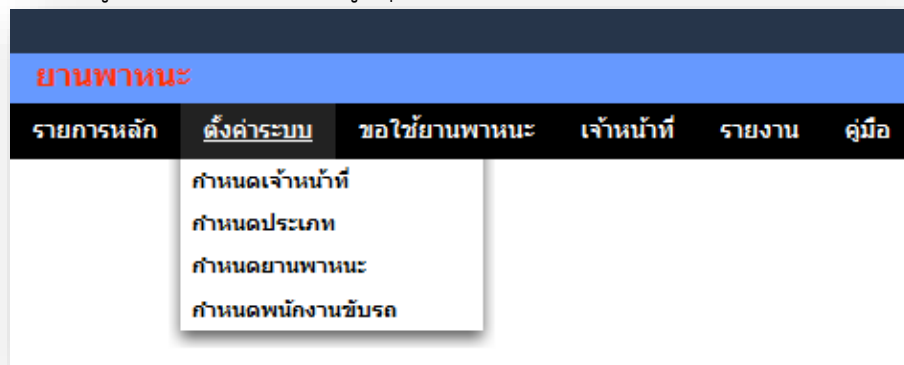 ยานพาหนะ
รายการหลัก ตั้งค่าระบบ ขอใช้ยานพาหนะ เจ้าหน้าที่ รายงาน คู่มือ
กำหนดเจ้าหน้าที่
กำหนดประเภท
กำหนดยานพาหนะ
กำหนดพนักงานขับรถ